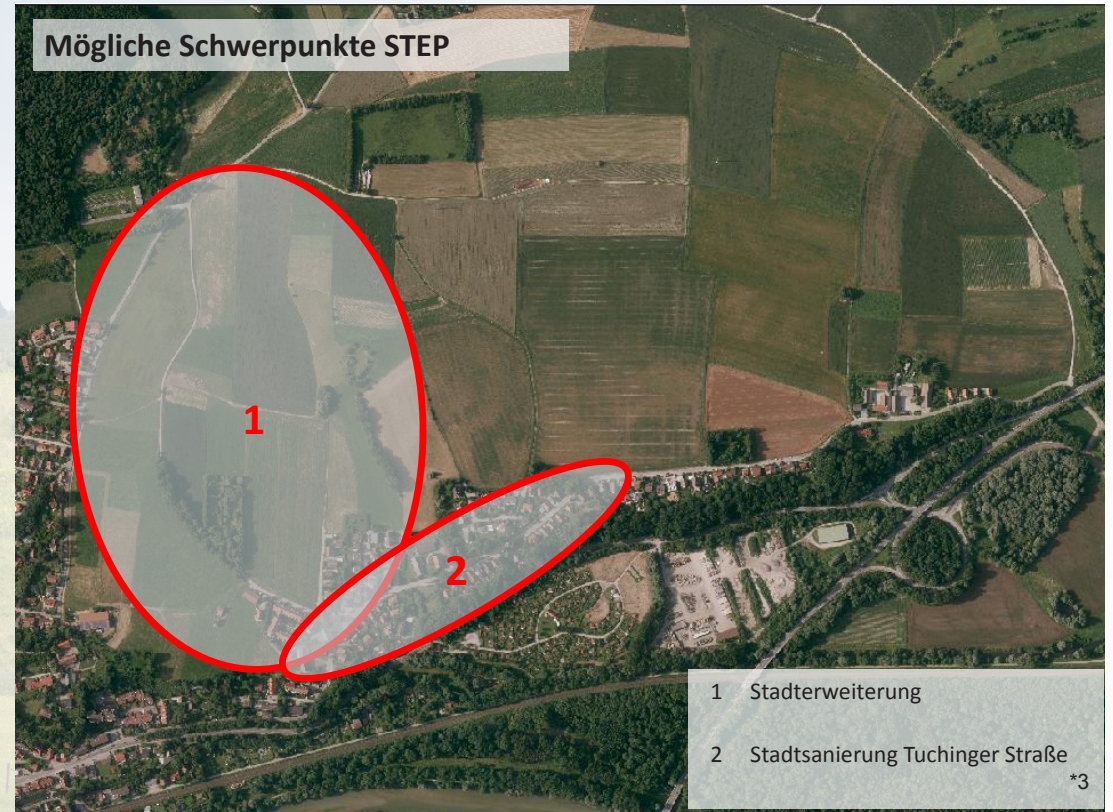 Mögliche Schwerpunkte STEP
1
2
1 Stadterweiterung
2 Stadtsanierung Tuchinger Straße
*3